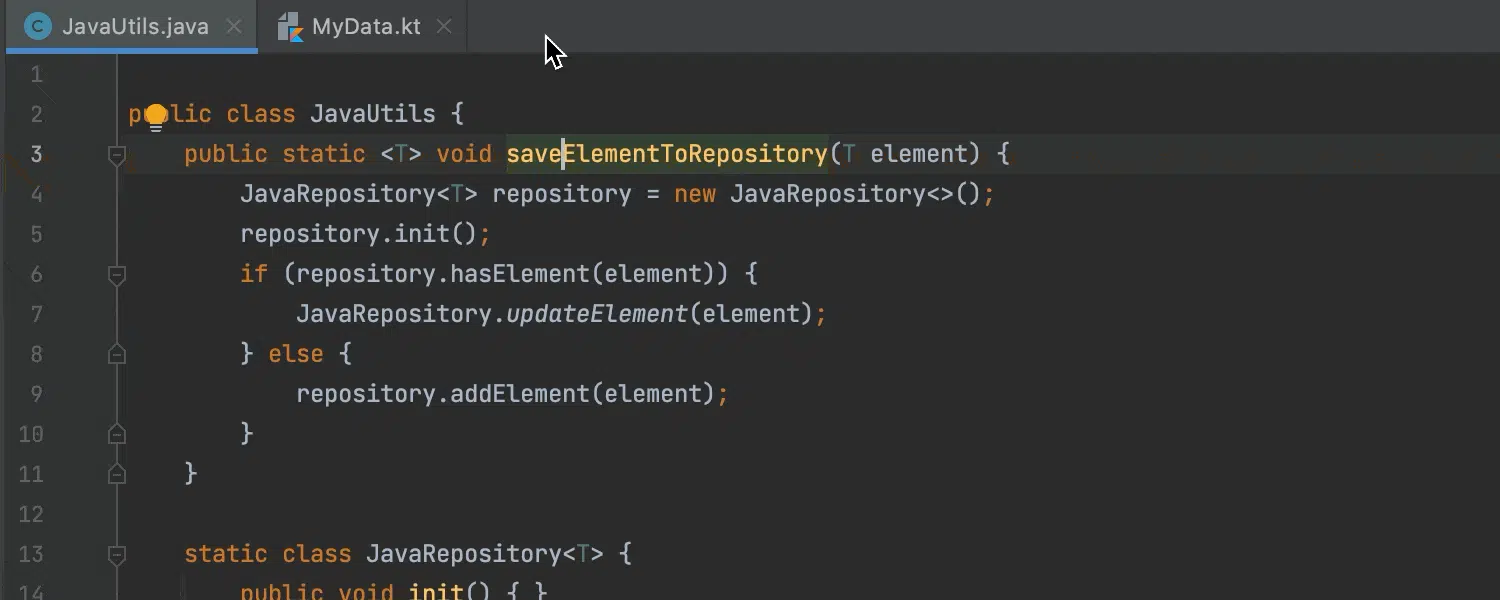 JavaUtils.java
MyData.kt
1
2 public class JavaUtils {
3 public static <T> void saveElementToRepository(T element) {
4 JavaRepository<T> repository = new JavaRepository<>();
5 repository.init();
6 if (repository.hasElement(element)) {
7 JavaRepository.updateElement(element);
8 } else {
9 repository.addElement(element);
10 }
11 }
12
13 static class JavaRepository<T> {
14 public void init() { }